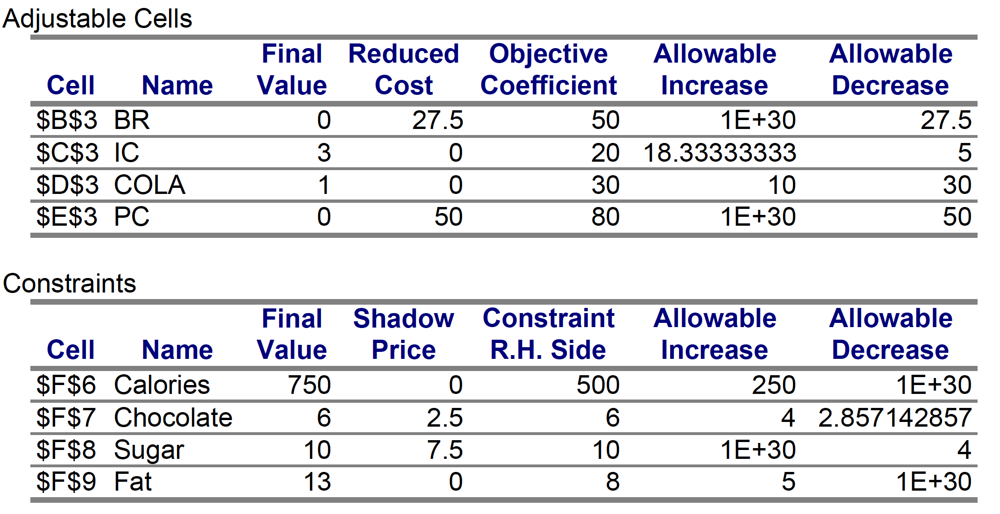 Adjustable Cells
Final Reduced Objective Allowable Allowable
Cell Name Value Cost Coefficient Increase Decrease
$B$3 BR 0 27.5 50 1E+30 27.5
$C$3 IC 3 0 20 18.33333333 5
$D$3 COLA 1 0 30 10 30
$E$3 PC 0 50 80 1E+30 50
Constraints
Final Shadow Constraint Allowable Allowable
Cell Name Value Price R.H. Side Increase Decrease
$F$6 Calories 750 0 500 250 1E+30
$F$7 Chocolate 6 2.5 6 4 2.857142857
$F$8 Sugar 10 7.5 10 1E+30 4
$F$9 Fat 13 0 8 5 1E+30